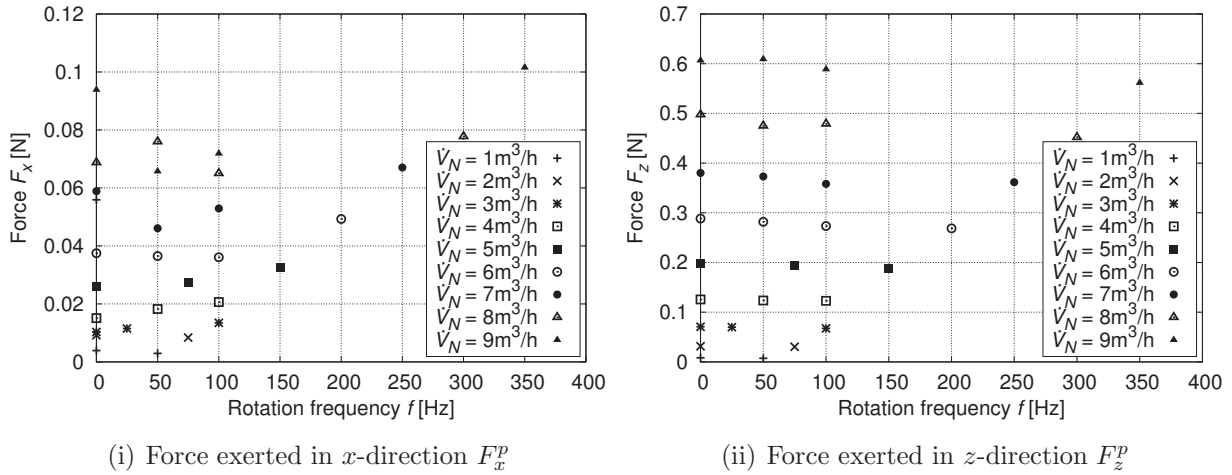 0.12
0.1
0.08
0.06
0.04
0.02
0
Force Fₓ [N]
V̇_N = 1m³/h
V̇_N = 2m³/h
V̇_N = 3m³/h
V̇_N = 4m³/h
V̇_N = 5m³/h
V̇_N = 6m³/h
V̇_N = 7m³/h
V̇_N = 8m³/h
V̇_N = 9m³/h
0 50 100 150 200 250 300 350 400
Rotation frequency f [Hz]
(i) Force exerted in x-direction F_x^p
0.7
0.6
0.5
0.4
0.3
0.2
0.1
0
Force F_z [N]
V̇_N = 1m³/h
V̇_N = 2m³/h
V̇_N = 3m³/h
V̇_N = 4m³/h
V̇_N = 5m³/h
V̇_N = 6m³/h
V̇_N = 7m³/h
V̇_N = 8m³/h
V̇_N = 9m³/h
0 50 100 150 200 250 300 350 400
Rotation frequency f [Hz]
(ii) Force exerted in z-direction F_z^p